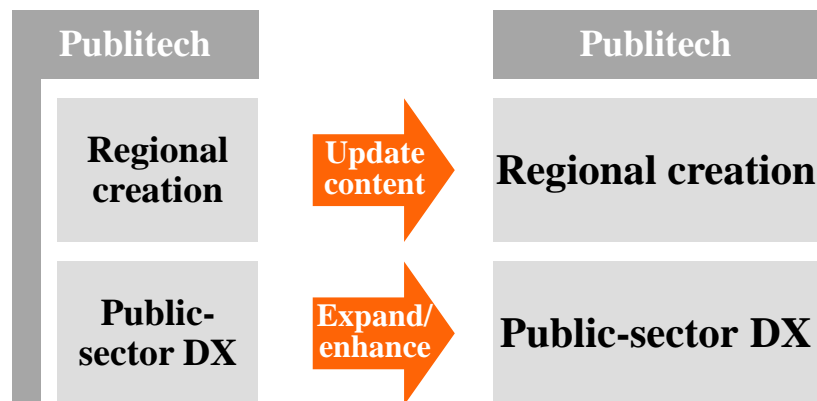 Publitech
Publitech
Regional
creation
Update
content
Regional creation
Public-
sector DX
Expand/
enhance
Public-sector DX